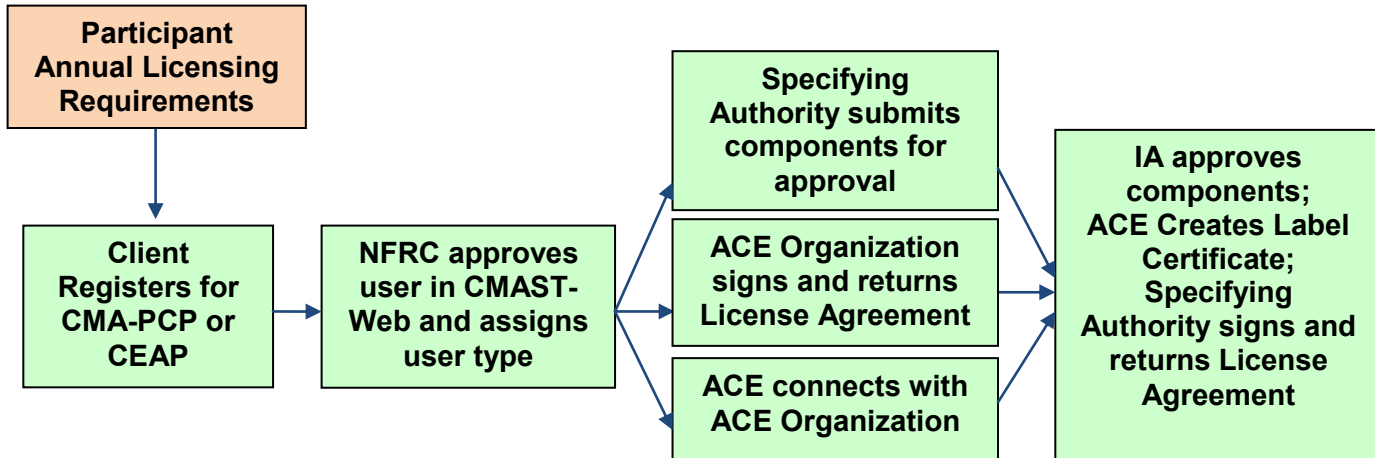 Participant
Annual Licensing
Requirements
Client
Registers for
CMA-PCP or
CEAP
NFRC approves
user in CMAST-
Web and assigns
user type
Specifying
Authority submits
components for
approval
ACE Organization
signs and returns
License Agreement
ACE connects with
ACE Organization
IA approves
components;
ACE Creates Label
Certificate;
Specifying
Authority signs and
returns License
Agreement